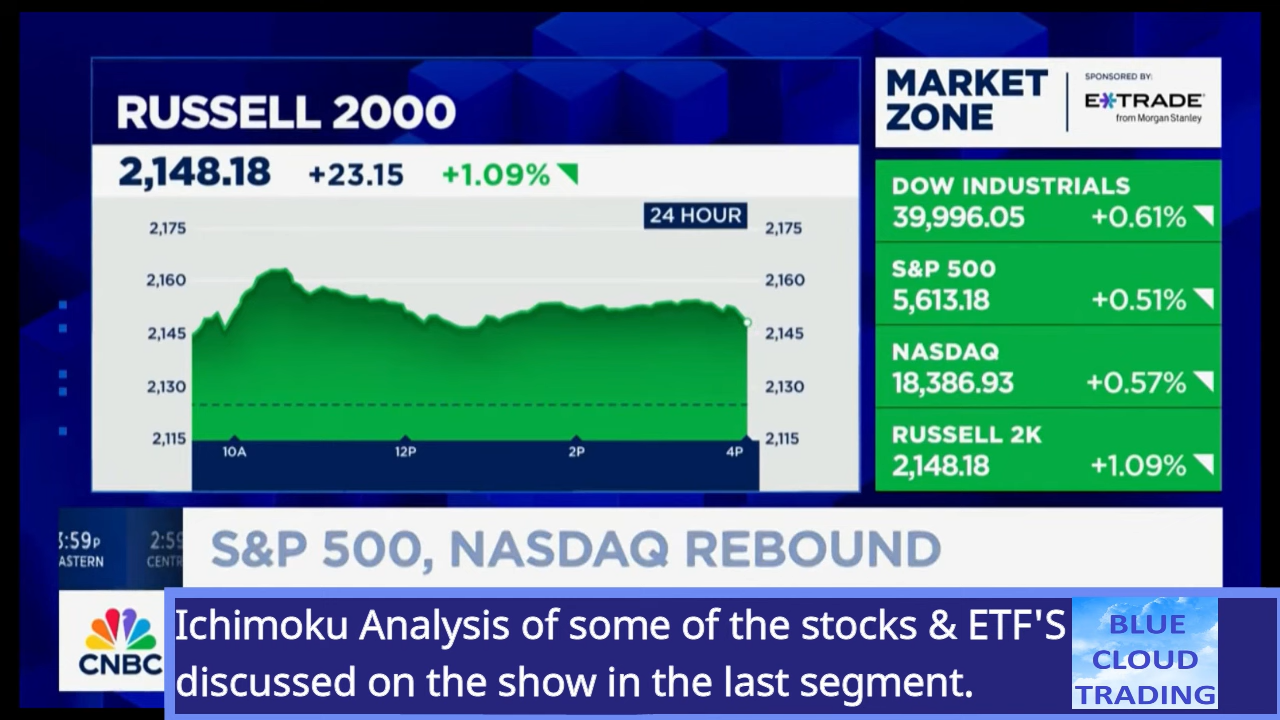 RUSSELL 2000
2,148.18 +23.15 +1.09%
24 HOUR
2,175 2,175
2,160 2,160
2,145 2,145
2,130 2,130
2,115 2,115
10A 12P 2P 4P
MARKET
ZONE
SPONSORED BY:
E*TRADE
from Morgan Stanley
DOW INDUSTRIALS
39,996.05 +0.61%
S&P 500
5,613.18 +0.51%
NASDAQ
18,386.93 +0.57%
RUSSELL 2K
2,148.18 +1.09%
3:59P 2:59
ASTERN CENTR
S&P 500, NASDAQ REBOUND
CNBC
Ichimoku Analysis of some of the stocks & ETF'S
discussed on the show in the last segment.
BLUE
CLOUD
TRADING